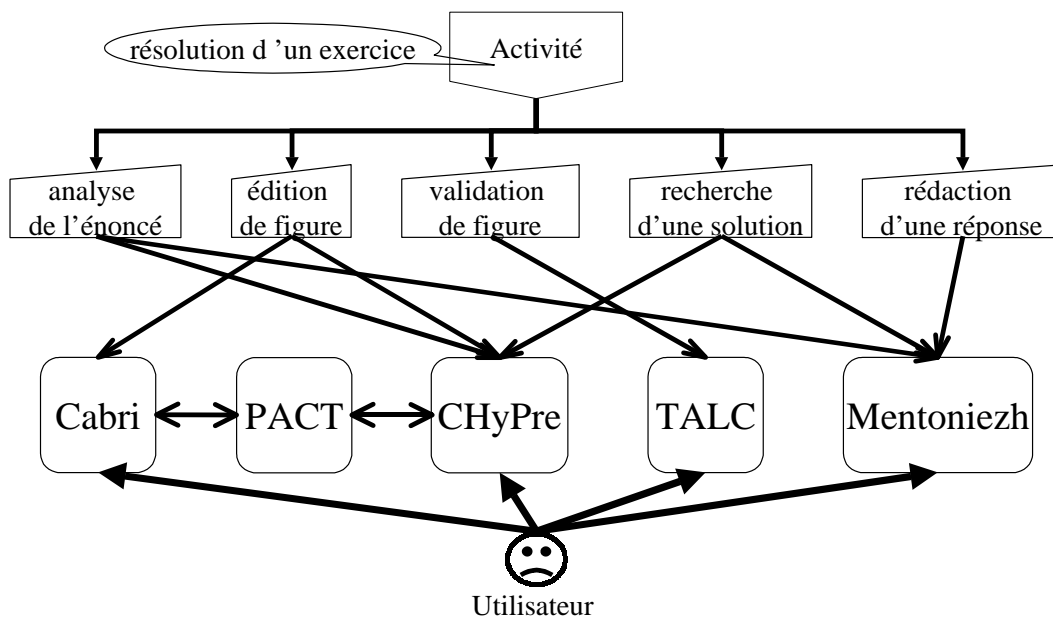 résolution d ’un exercice
Activité
analyse
de l’énoncé
édition
de figure
validation
de figure
recherche
d’une solution
rédaction
d’une réponse
Cabri
PACT
CHyPre
TALC
Mentoniezh
Utilisateur